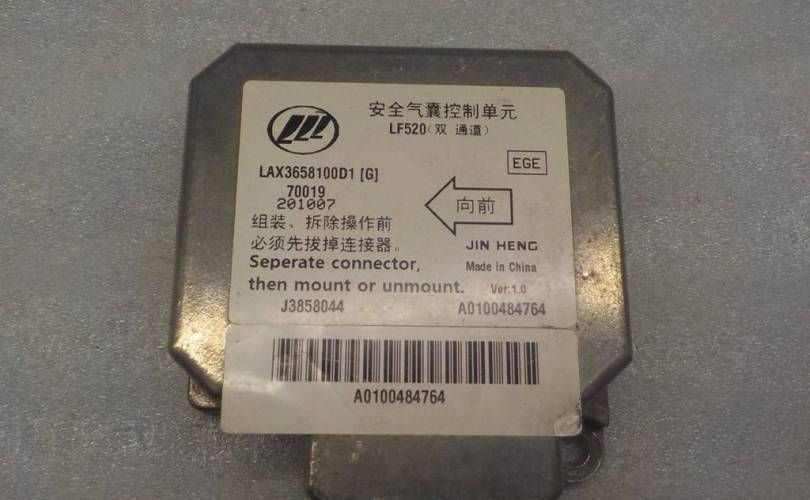 安全气囊控制单元
LF520(双 通道)
EGE
LAX3658100D1 [G]
70019
201007
向前
组装、拆除操作前
必须先拔掉连接器。
JIN HENG
Seperate connector,
Made in China
then mount or unmount.
Ver:1.0
J3858044
A0100484764
A0100484764